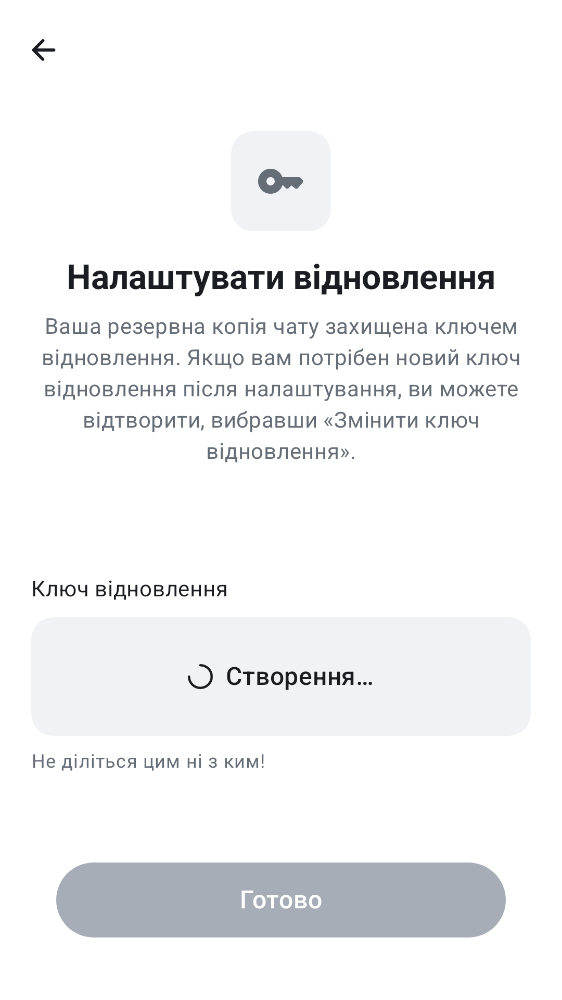 Налаштувати відновлення
Ваша резервна копія чату захищена ключем
відновлення. Якщо вам потрібен новий ключ
відновлення після налаштування, ви можете
відтворити, вибравши «Змінити ключ
відновлення».
Ключ відновлення
Створення…
Не діліться цим ні з ким!
Готово